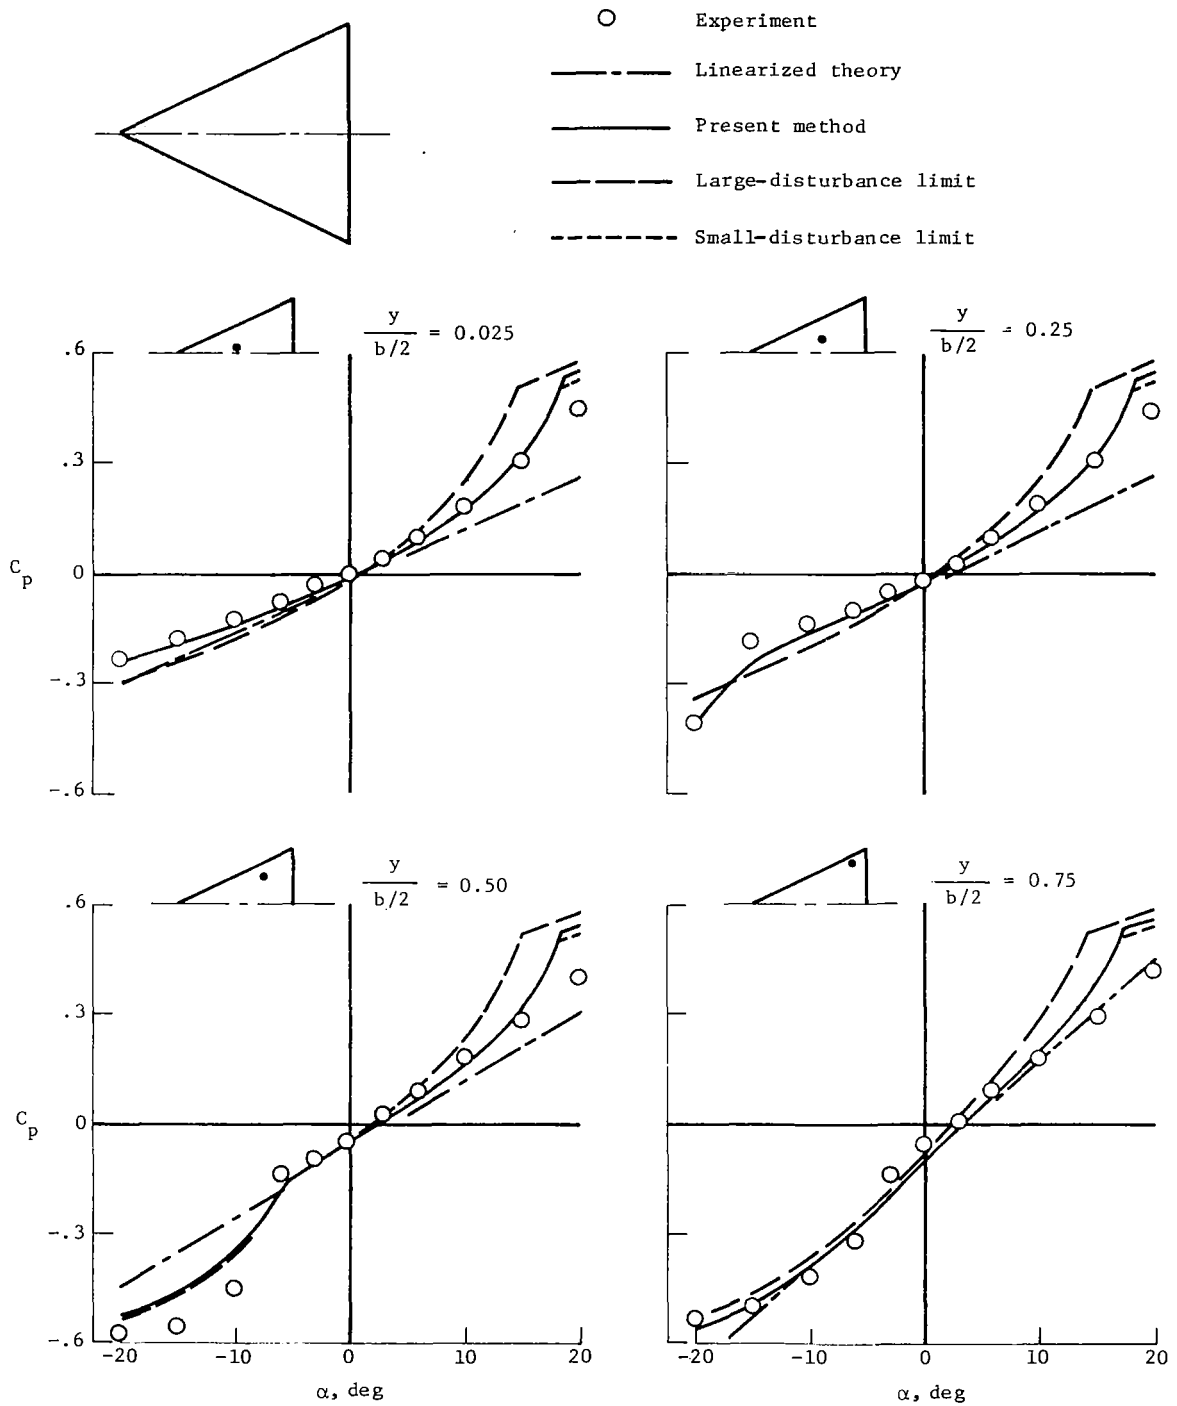 Experiment
Linearized theory
Present method
Large-disturbance limit
Small-disturbance limit
y
b/2 = 0.025
y
b/2 = 0.25
.6
.3
C_p 0
-.3
-.6
y
b/2 = 0.50
y
b/2 = 0.75
.6
.3
C_p 0
-.3
-.6
-20 -10 0 10 20
-20 -10 0 10 20
α, deg
α, deg